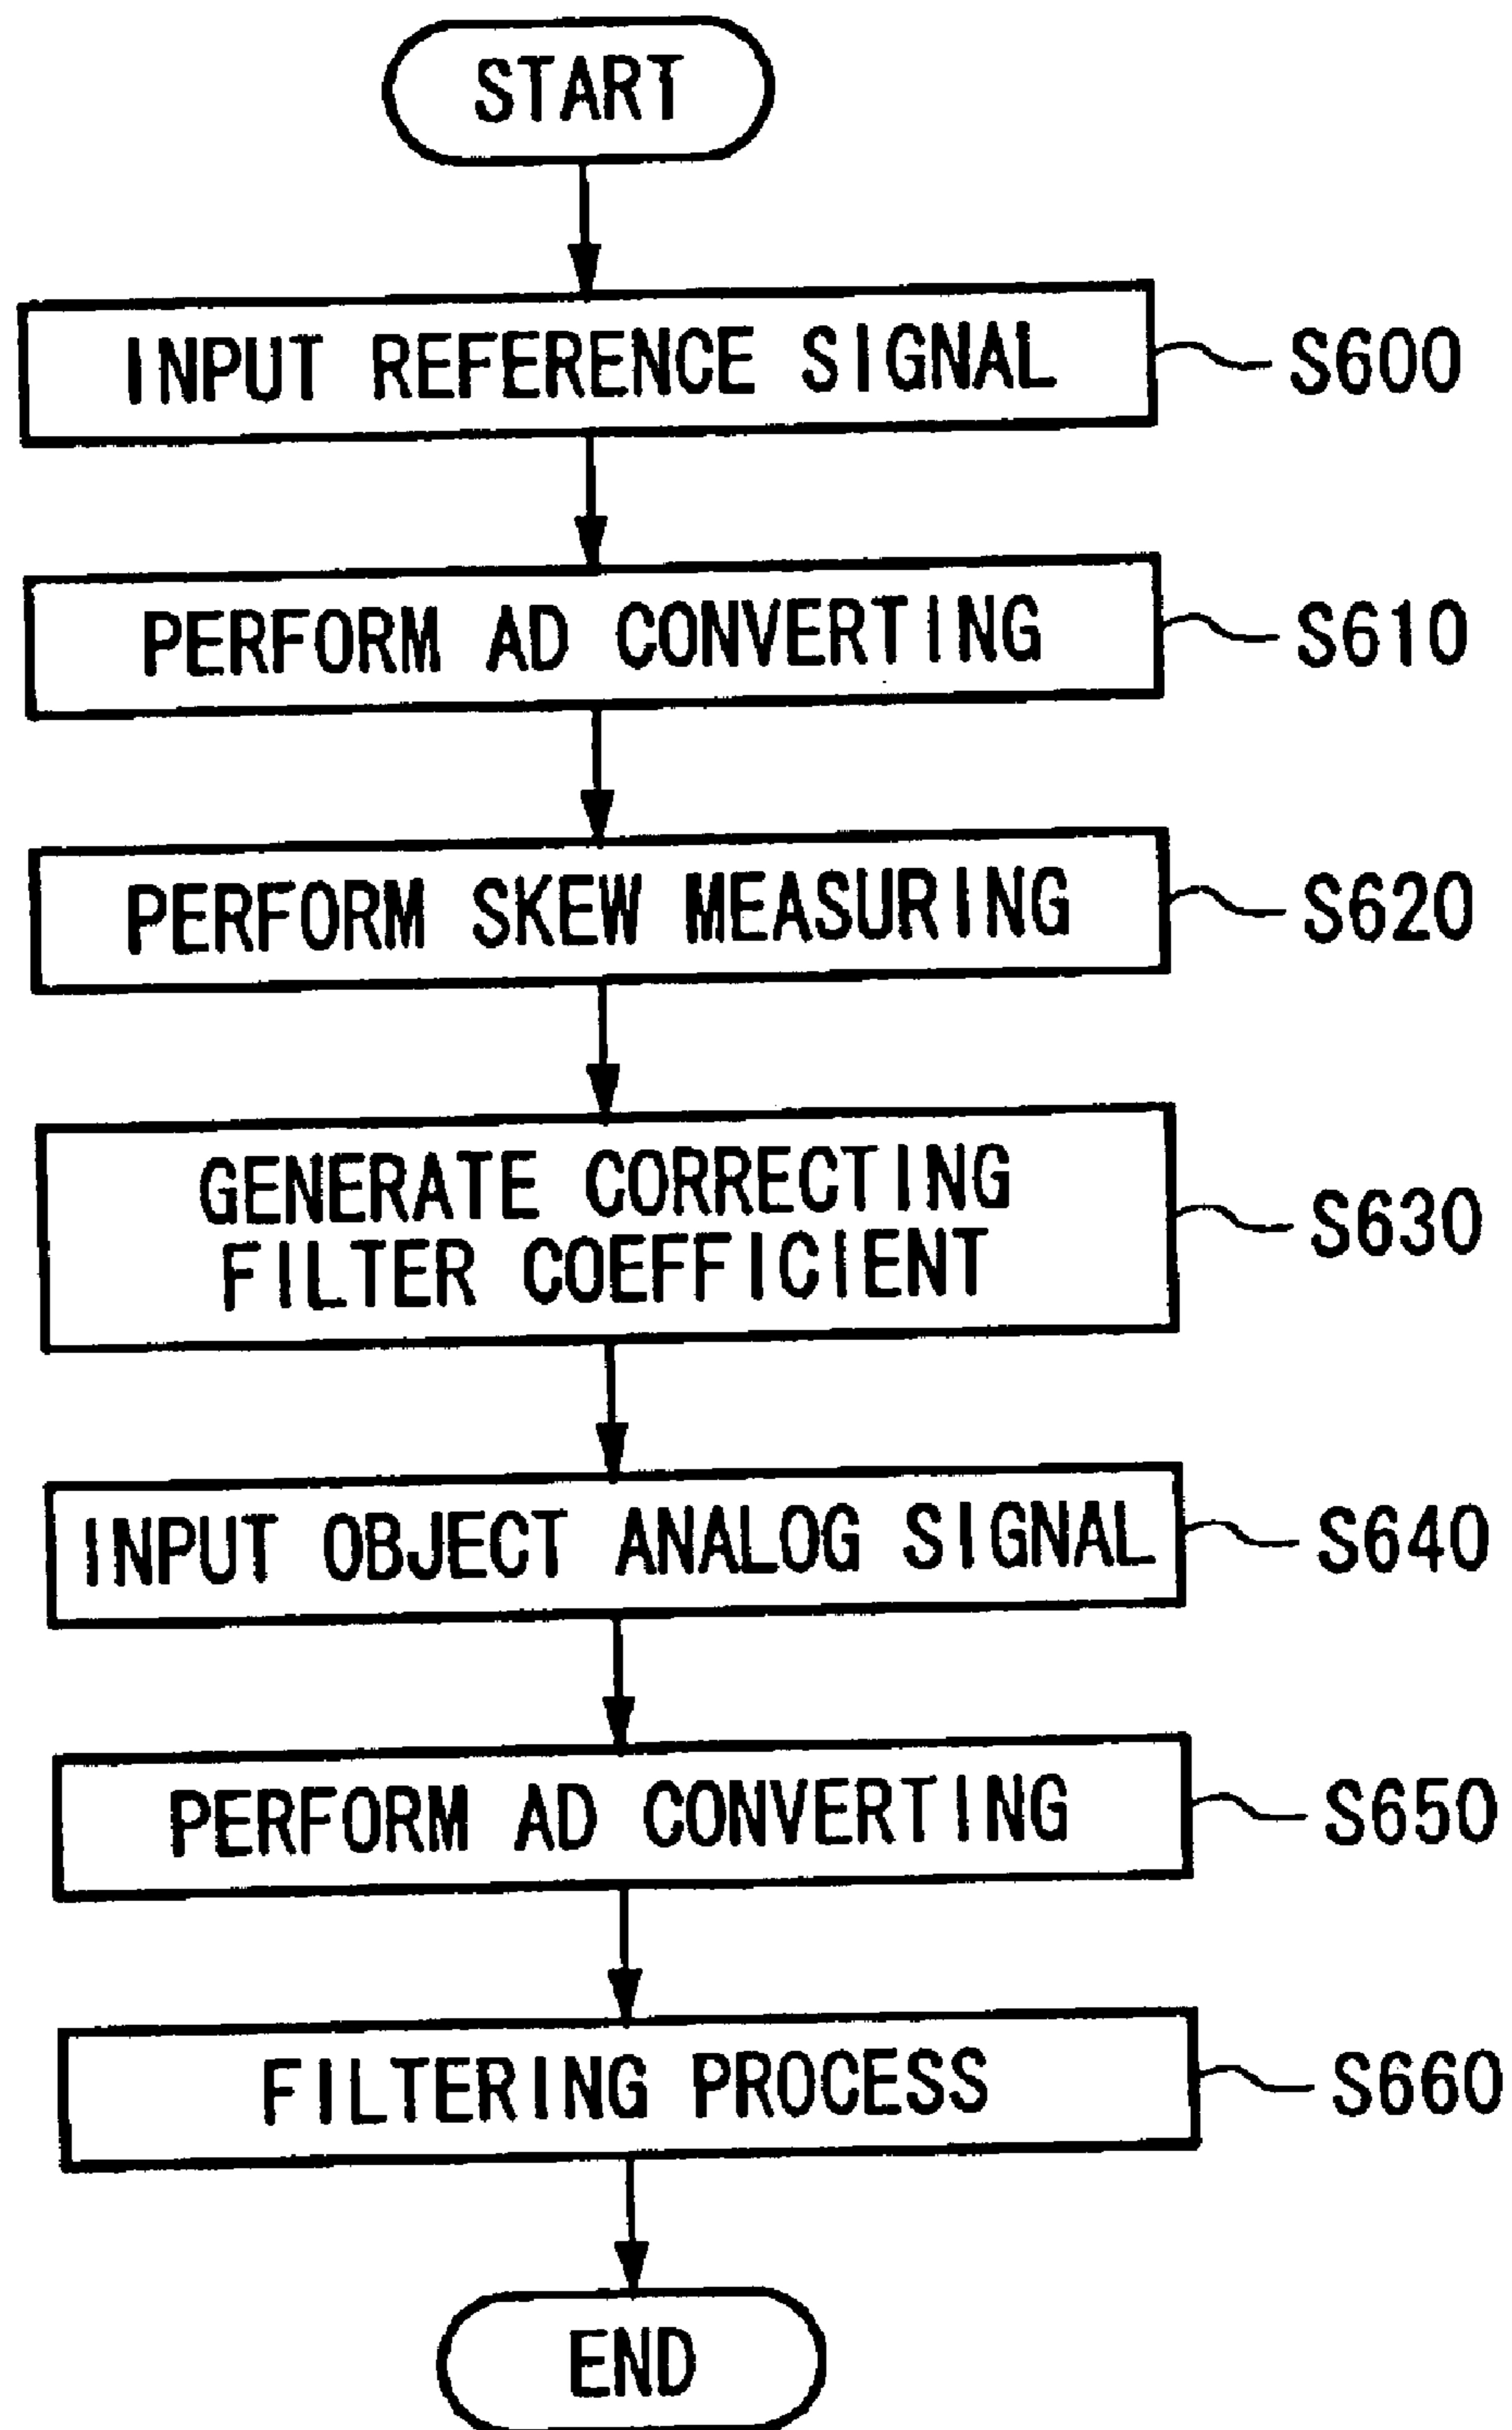 START
INPUT REFERENCE SIGNAL
S600
PERFORM AD CONVERTING
S610
PERFORM SKEW MEASURING
S620
GENERATE CORRECTING
FILTER COEFFICIENT
S630
INPUT OBJECT ANALOG SIGNAL
S640
PERFORM AD CONVERTING
S650
FILTERING PROCESS
S660
END